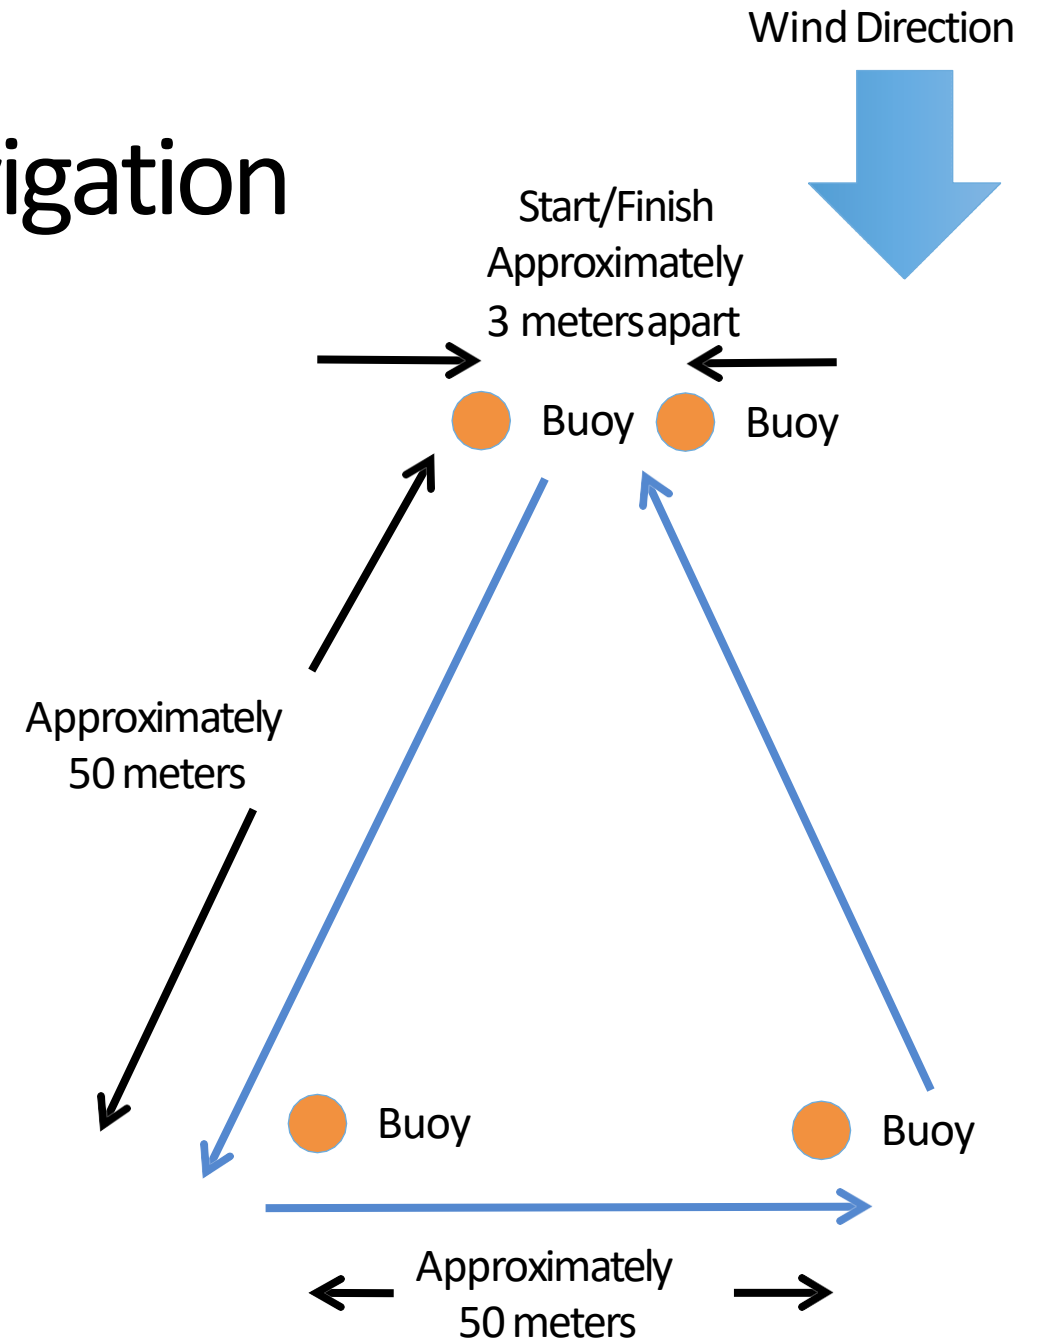 Wind Direction
igation
Start/Finish
Approximately
3 meters apart
Buoy
Buoy
Approximately
50 meters
Buoy
Buoy
Approximately
50 meters